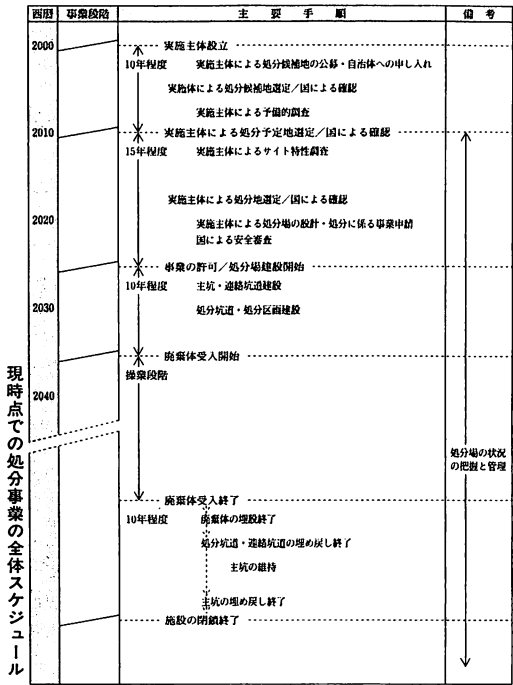 現時点での処分事業の全体スケジュール
西暦 事業段階 主要手順 備考
2000 実施主体設立
10年程度 実施主体による処分候補地の公募・自治体への申し入れ
実施体による処分候補地選定／国による確認
実施主体による予備的調査
2010 実施主体による処分予定地選定／国による確認
15年程度 実施主体によるサイト特性調査
実施主体による処分地選定／国による確認
2020 実施主体による処分場の設計・処分に係る事業申請
国による安全審査
事業の許可／処分場建設開始
10年程度 主坑・連絡坑道建設
2030 処分坑道・処分区画建設
廃棄体受入開始
操業段階
2040
処分場の状況
の把握と管理
廃棄体受入終了
10年程度 廃棄体の埋設終了
処分坑道・連絡坑道の埋め戻し終了
主坑の維持
主坑の埋め戻し終了
施設の閉鎖終了